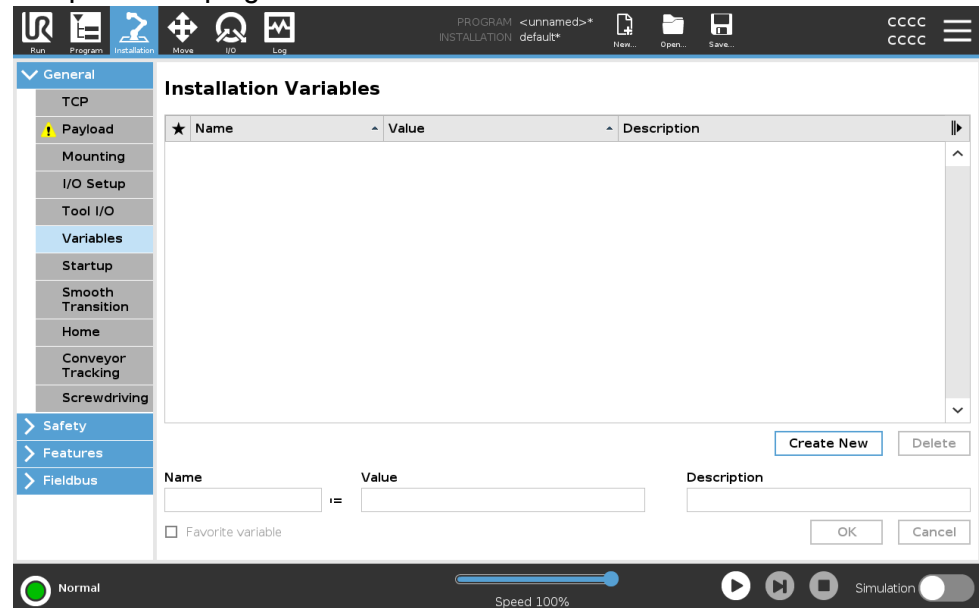 PROGRAM <unnamed>*
INSTALLATION default*
CCCC
CCCC
Run Program Installation Move I/O Log New... Open... Save...
General
TCP
Payload
Mounting
I/O Setup
Tool I/O
Variables
Startup
Smooth
Transition
Home
Conveyor
Tracking
Screwdriving
Safety
Features
Fieldbus
Installation Variables
★ Name Value Description
Create New Delete
Name Value Description
:=
Favorite variable
OK Cancel
Normal
Speed 100%
Simulation